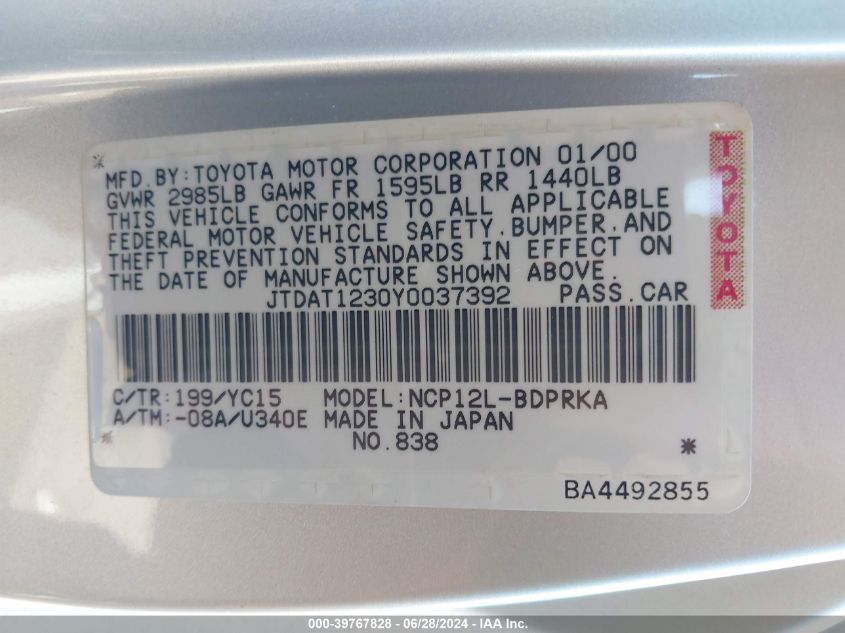 MFD.BY:TOYOTA MOTOR CORPORATION 01/00
GVWR 2985LB GAWR FR 1595LB RR 1440LB
THIS VEHICLE CONFORMS TO ALL APPLICABLE
FEDERAL MOTOR VEHICLE SAFETY,BUMPER,AND
THEFT PREVENTION STANDARDS IN EFFECT ON
THE DATE OF MANUFACTURE SHOWN ABOVE.
JTDAT1230Y0037392 PASS.CAR
C/TR:199/YC15 MODEL:NCP12L-BDPRKA
A/TM:-08A/U340E MADE IN JAPAN
NO.838
BA4492855
TOYOTA
000-39767828 | 06/28/2024 | IAA Inc.